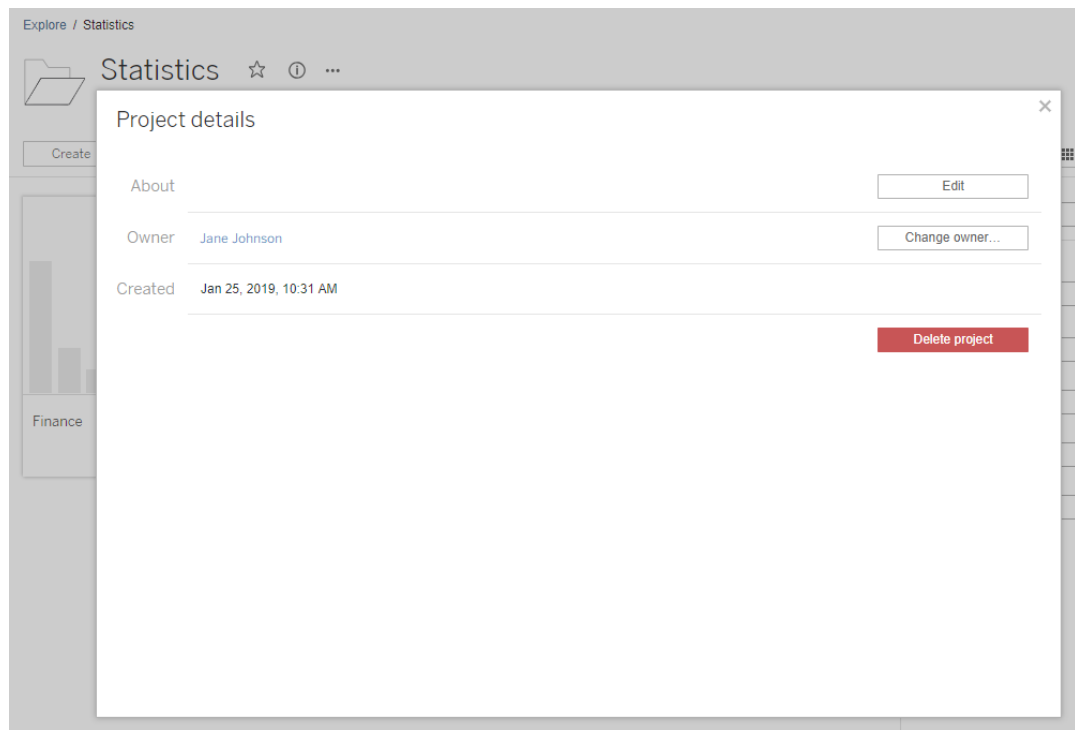 Explore / Statistics
Statistics
Project details
Create
About
Edit
Owner Jane Johnson
Change owner...
Created Jan 25, 2019, 10:31 AM
Delete project
Finance